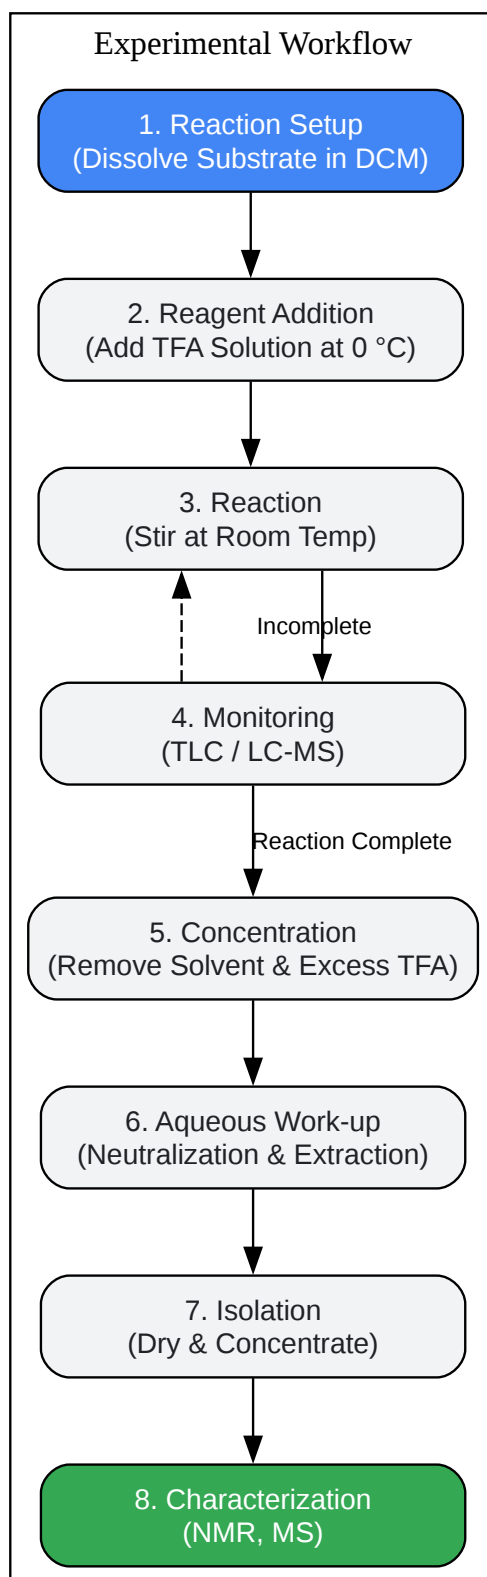 Experimental Workflow
1. Reaction Setup
(Dissolve Substrate in DCM)
2. Reagent Addition
(Add TFA Solution at 0 °C)
3. Reaction
(Stir at Room Temp)
Incomplete
4. Monitoring
(TLC / LC-MS)
Reaction Complete
5. Concentration
(Remove Solvent & Excess TFA)
6. Aqueous Work-up
(Neutralization & Extraction)
7. Isolation
(Dry & Concentrate)
8. Characterization
(NMR, MS)